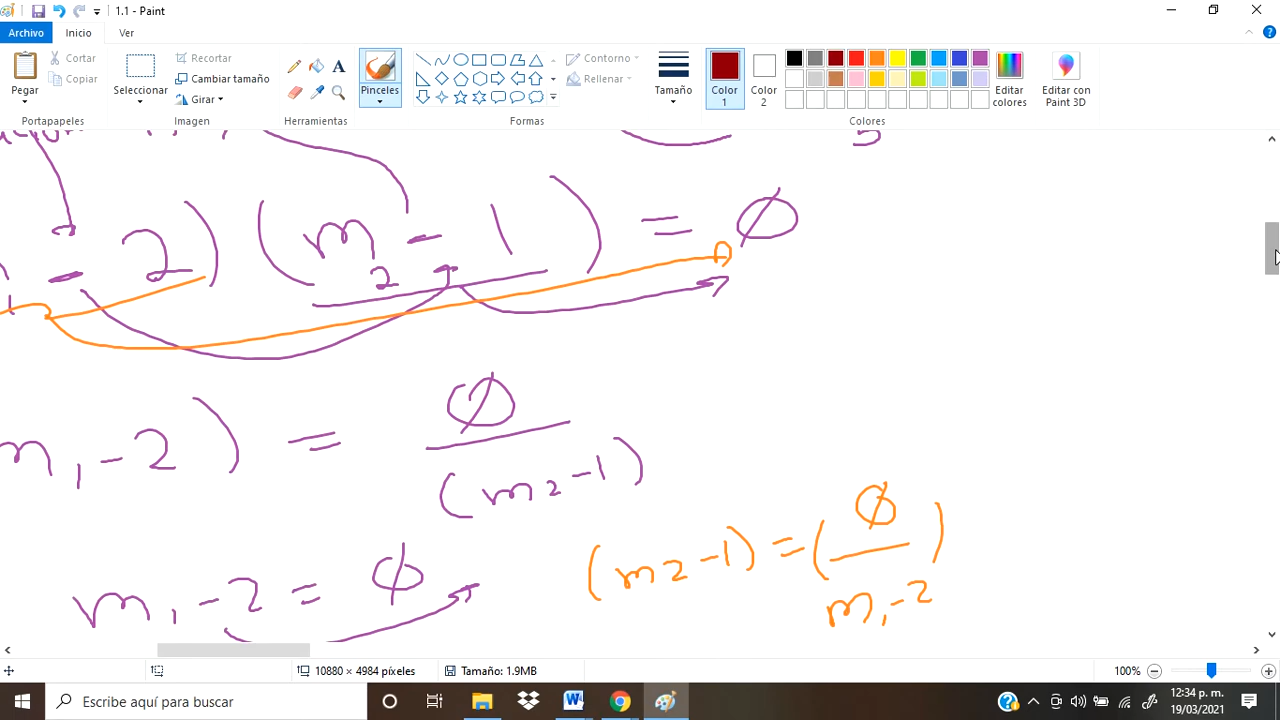 1.1 - Paint
Archivo Inicio Ver
Pegar
Cortar
Copiar
Portapapeles
Seleccionar
Recortar
Cambiar tamaño
Girar
Imagen
A
Herramientas
Pinceles
Contorno
Rellenar
Formas
Tamaño
Color 1
Color 2
Editar colores
Editar con Paint 3D
Colores
5
- 2) (m2 - 1) = ∅
m1 - 2) = ∅
(m2 - 1)
m1 - 2 = ∅
(m2 - 1) = (∅)
m1 - 2
10880 × 4984 píxeles
Tamaño: 1.9MB
100%
Escribe aquí para buscar
12:34 p. m.
19/03/2021